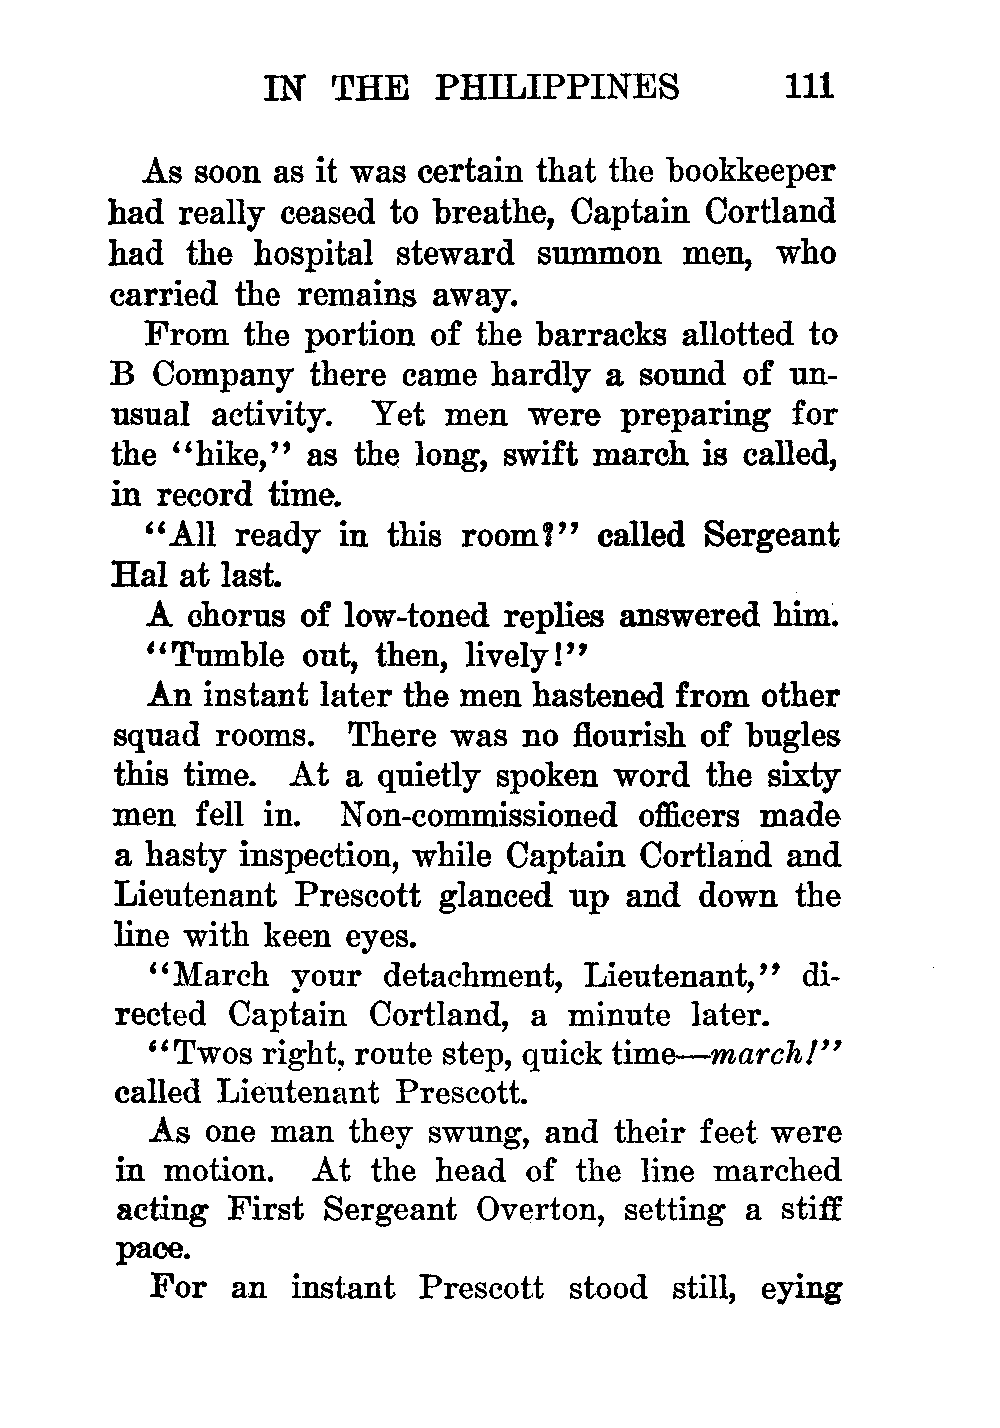 IN THE PHILIPPINES 111
As soon as it was certain that the bookkeeper
had really ceased to breathe, Captain Cortland
had the hospital steward summon men, who
carried the remains away.
From the portion of the barracks allotted to
B Company there came hardly a sound of un-
usual activity. Yet men were preparing for
the “hike,” as the long, swift march is called,
in record time.
“All ready in this room?” called Sergeant
Hal at last.
A chorus of low-toned replies answered him.
“Tumble out, then, lively!”
An instant later the men hastened from other
squad rooms. There was no flourish of bugles
this time. At a quietly spoken word the sixty
men fell in. Non-commissioned officers made
a hasty inspection, while Captain Cortland and
Lieutenant Prescott glanced up and down the
line with keen eyes.
“March your detachment, Lieutenant,” di-
rected Captain Cortland, a minute later.
“Twos right, route step, quick time—march!”
called Lieutenant Prescott.
As one man they swung, and their feet were
in motion. At the head of the line marched
acting First Sergeant Overton, setting a stiff
pace.
For an instant Prescott stood still, eying